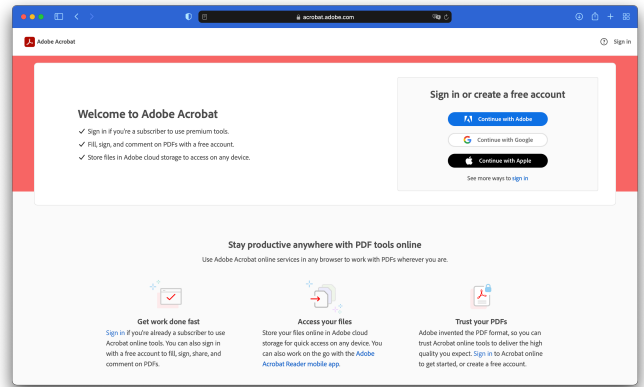 acrobat.adobe.com
Adobe Acrobat
Sign in
Welcome to Adobe Acrobat
Sign in if you're a subscriber to use premium tools.
Fill, sign, and comment on PDFs with a free account.
Store files in Adobe cloud storage to access on any device.
Sign in or create a free account
Continue with Adobe
Continue with Google
Continue with Apple
See more ways to sign in
Stay productive anywhere with PDF tools online
Use Adobe Acrobat online services in any browser to work with PDFs wherever you are.
Get work done fast
Sign in if you're already a subscriber to use
Acrobat online tools. You can also sign in
with a free account to fill, sign, share, and
comment on PDFs.
Access your files
Store your files online in Adobe cloud
storage for quick access on any device. You
can also work on the go with the Adobe
Acrobat Reader mobile app.
Trust your PDFs
Adobe invented the PDF format, so you can
trust Acrobat online tools to deliver the high
quality you expect. Sign in to Acrobat online
to get started, or create a free account.